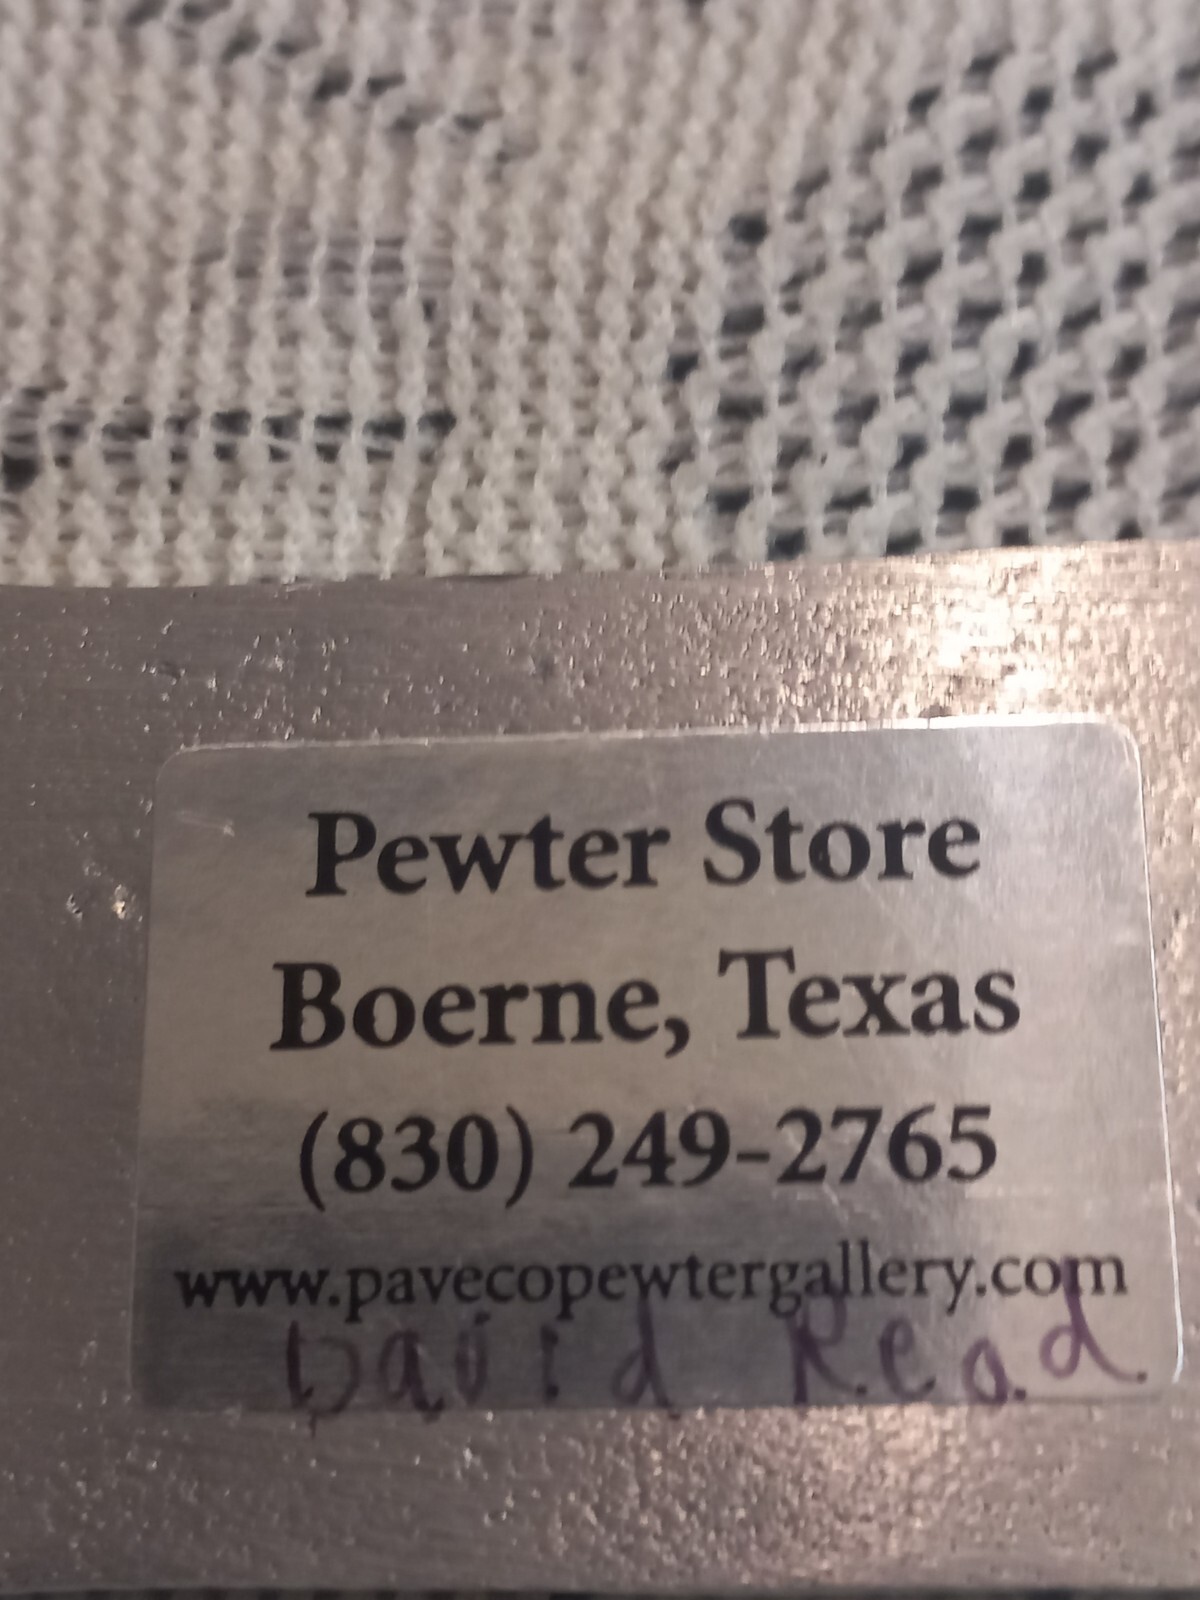 Pewter Store
Boerne, Texas
(830) 249-2765
www.pavecopewtergallery.com
David Read